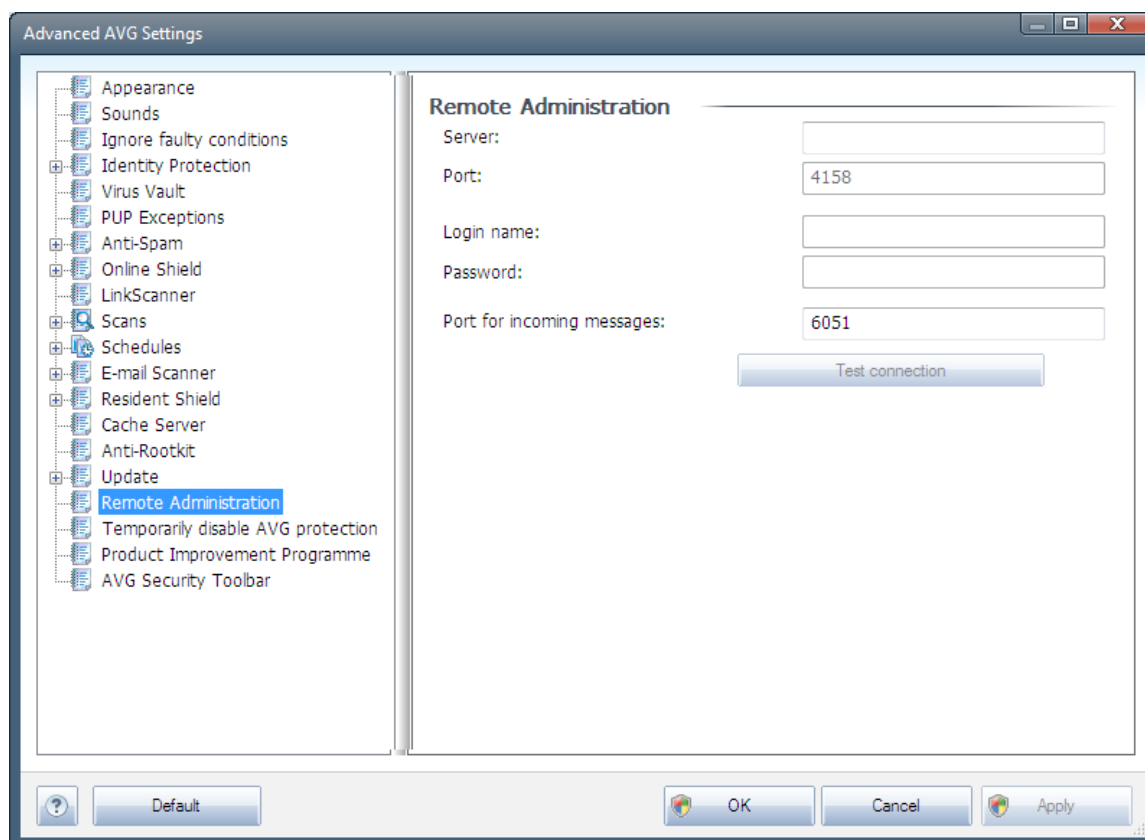 Advanced AVG Settings
Appearance
Sounds
Ignore faulty conditions
Identity Protection
Virus Vault
PUP Exceptions
Anti-Spam
Online Shield
LinkScanner
Scans
Schedules
E-mail Scanner
Resident Shield
Cache Server
Anti-Rootkit
Update
Remote Administration
Temporarily disable AVG protection
Product Improvement Programme
AVG Security Toolbar
Remote Administration
Server:
Port: 4158
Login name:
Password:
Port for incoming messages: 6051
Test connection
? Default OK Cancel Apply